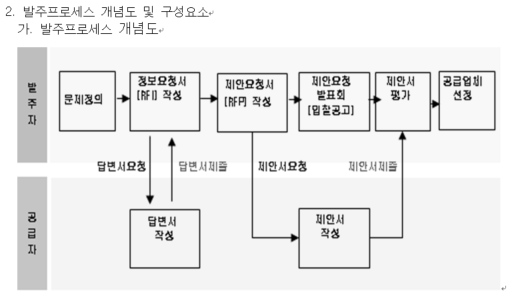 2. 발주프로세스 개념도 및 구성요소
가. 발주프로세스 개념도
발
주
자
문제정의
정보요청서
[RFI] 작성
제안요청서
[RFP] 작성
제안요청
발표회
[입찰공고]
제안서
평가
공급업체
선정
답변서요청
답변서제출
제안서요청
제안서제출
공
급
자
답변서
작성
제안서
작성